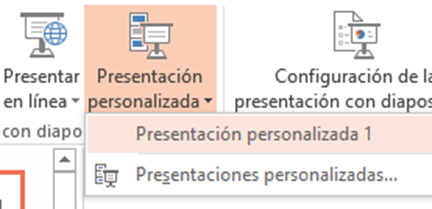 Presentar
en línea
Presentación
personalizada
Configuración de la
presentación con diapos
con diapo
Presentación personalizada 1
Presentaciones personalizadas...